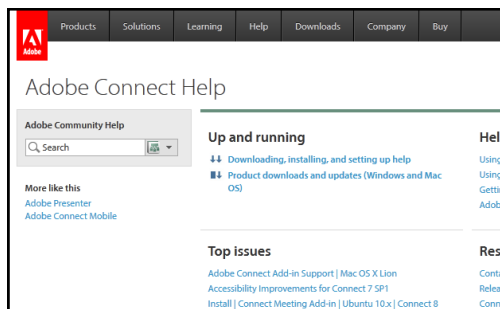 Products Solutions Learning Help Downloads Company Buy
Adobe
Adobe Connect Help
Adobe Community Help
Search
More like this
Adobe Presenter
Adobe Connect Mobile
Up and running
Downloading, installing, and setting up help
Product downloads and updates (Windows and Mac
OS)
Top issues
Adobe Connect Add-in Support | Mac OS X Lion
Accessibility Improvements for Connect 7 SP1
Install | Connect Meeting Add-in | Ubuntu 10.x | Connect 8
Using
Using